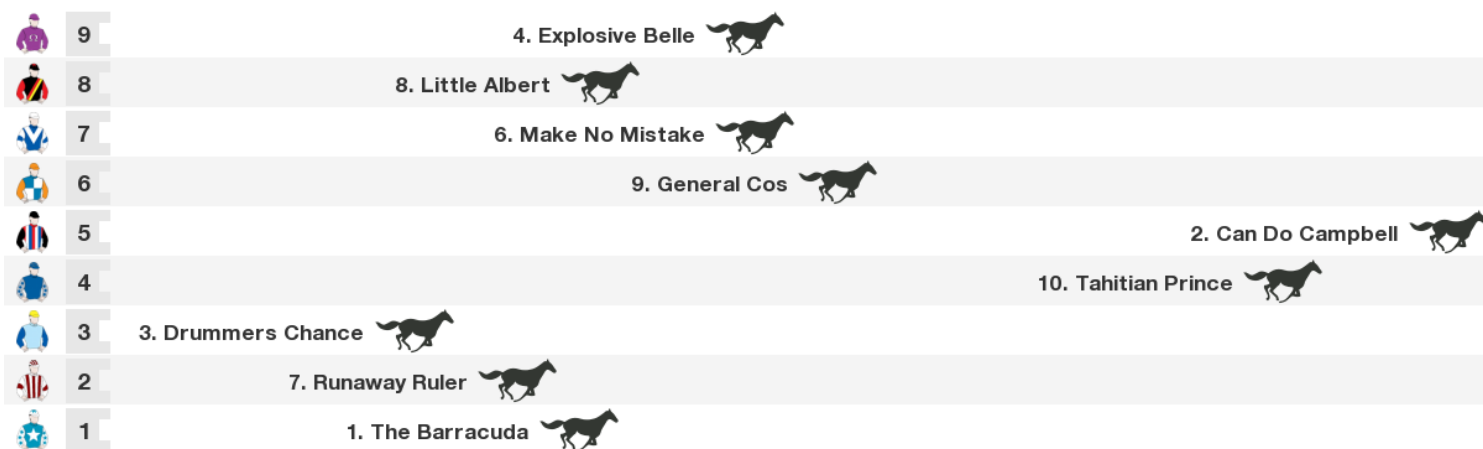 9 4. Explosive Belle
8 8. Little Albert
7 6. Make No Mistake
6 9. General Cos
5 2. Can Do Campbell
4 10. Tahitian Prince
3 3. Drummers Chance
2 7. Runaway Ruler
1 1. The Barracuda